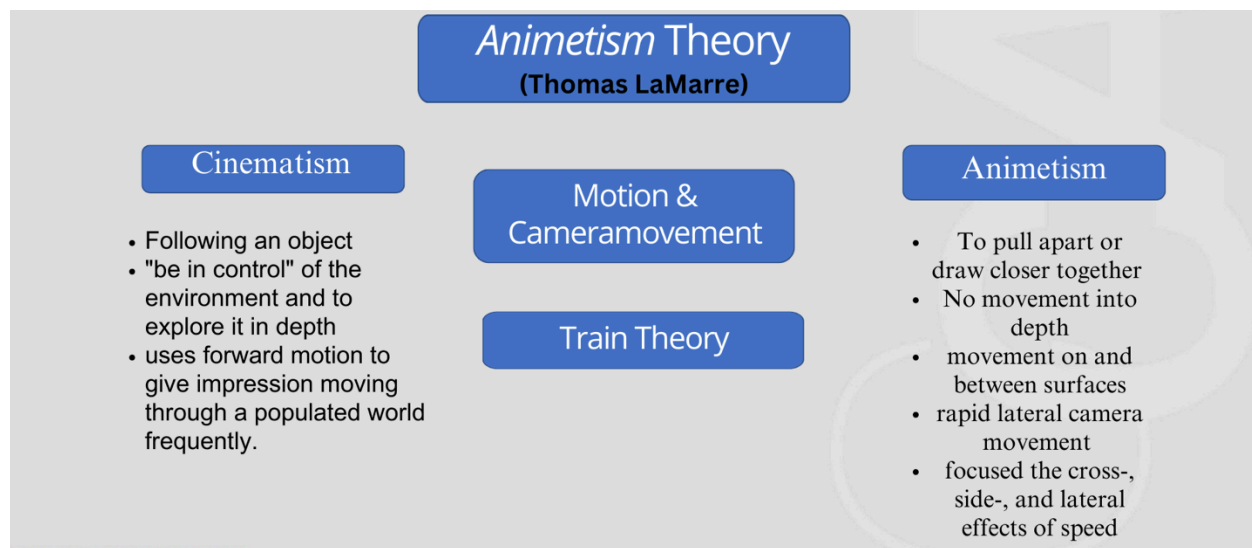 Animetism Theory
(Thomas LaMarre)
Cinematism
• Following an object
• "be in control" of the
environment and to
explore it in depth
• uses forward motion to
give impression moving
through a populated world
frequently.
Motion &
Cameramovement
Train Theory
Animetism
• To pull apart or
draw closer together
• No movement into
depth
• movement on and
between surfaces
• rapid lateral camera
movement
• focused the cross-,
side-, and lateral
effects of speed